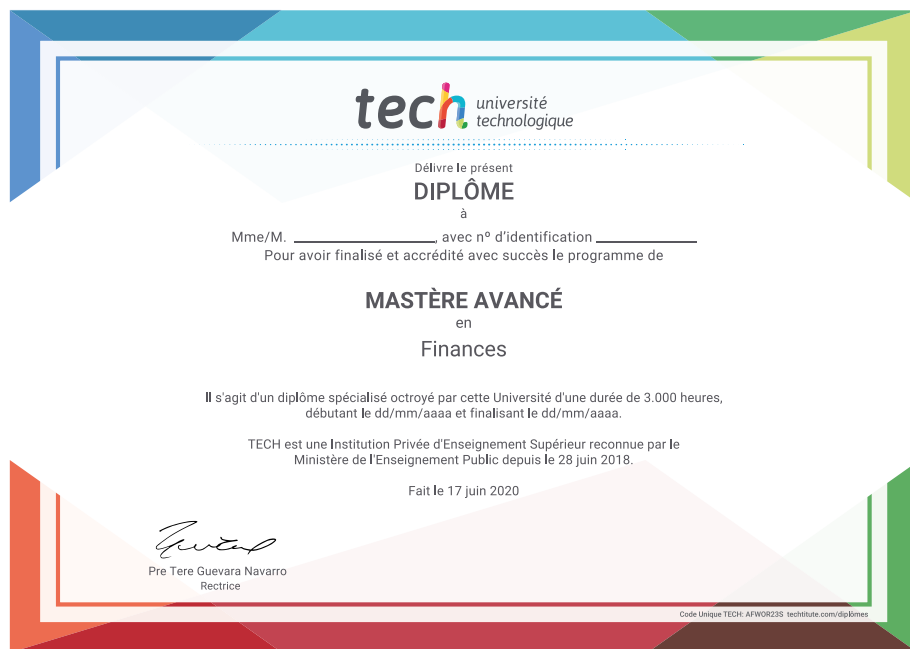 tech université
technologique
Délivre le présent
DIPLÔME
à
Mme/M. ____________, avec nº d'identification ____________
Pour avoir finalisé et accrédité avec succès le programme de
MASTÈRE AVANCÉ
en
Finances
Il s'agit d'un diplôme spécialisé octroyé par cette Université d'une durée de 3.000 heures,
débutant le dd/mm/aaaa et finalisant le dd/mm/aaaa.
TECH est une Institution Privée d'Enseignement Supérieur reconnue par le
Ministère de l'Enseignement Public depuis le 28 juin 2018.
Fait le 17 juin 2020
Pre Tere Guevara Navarro
Rectrice
Code Unique TECH: AFWOR23S techtitute.com/diplômes